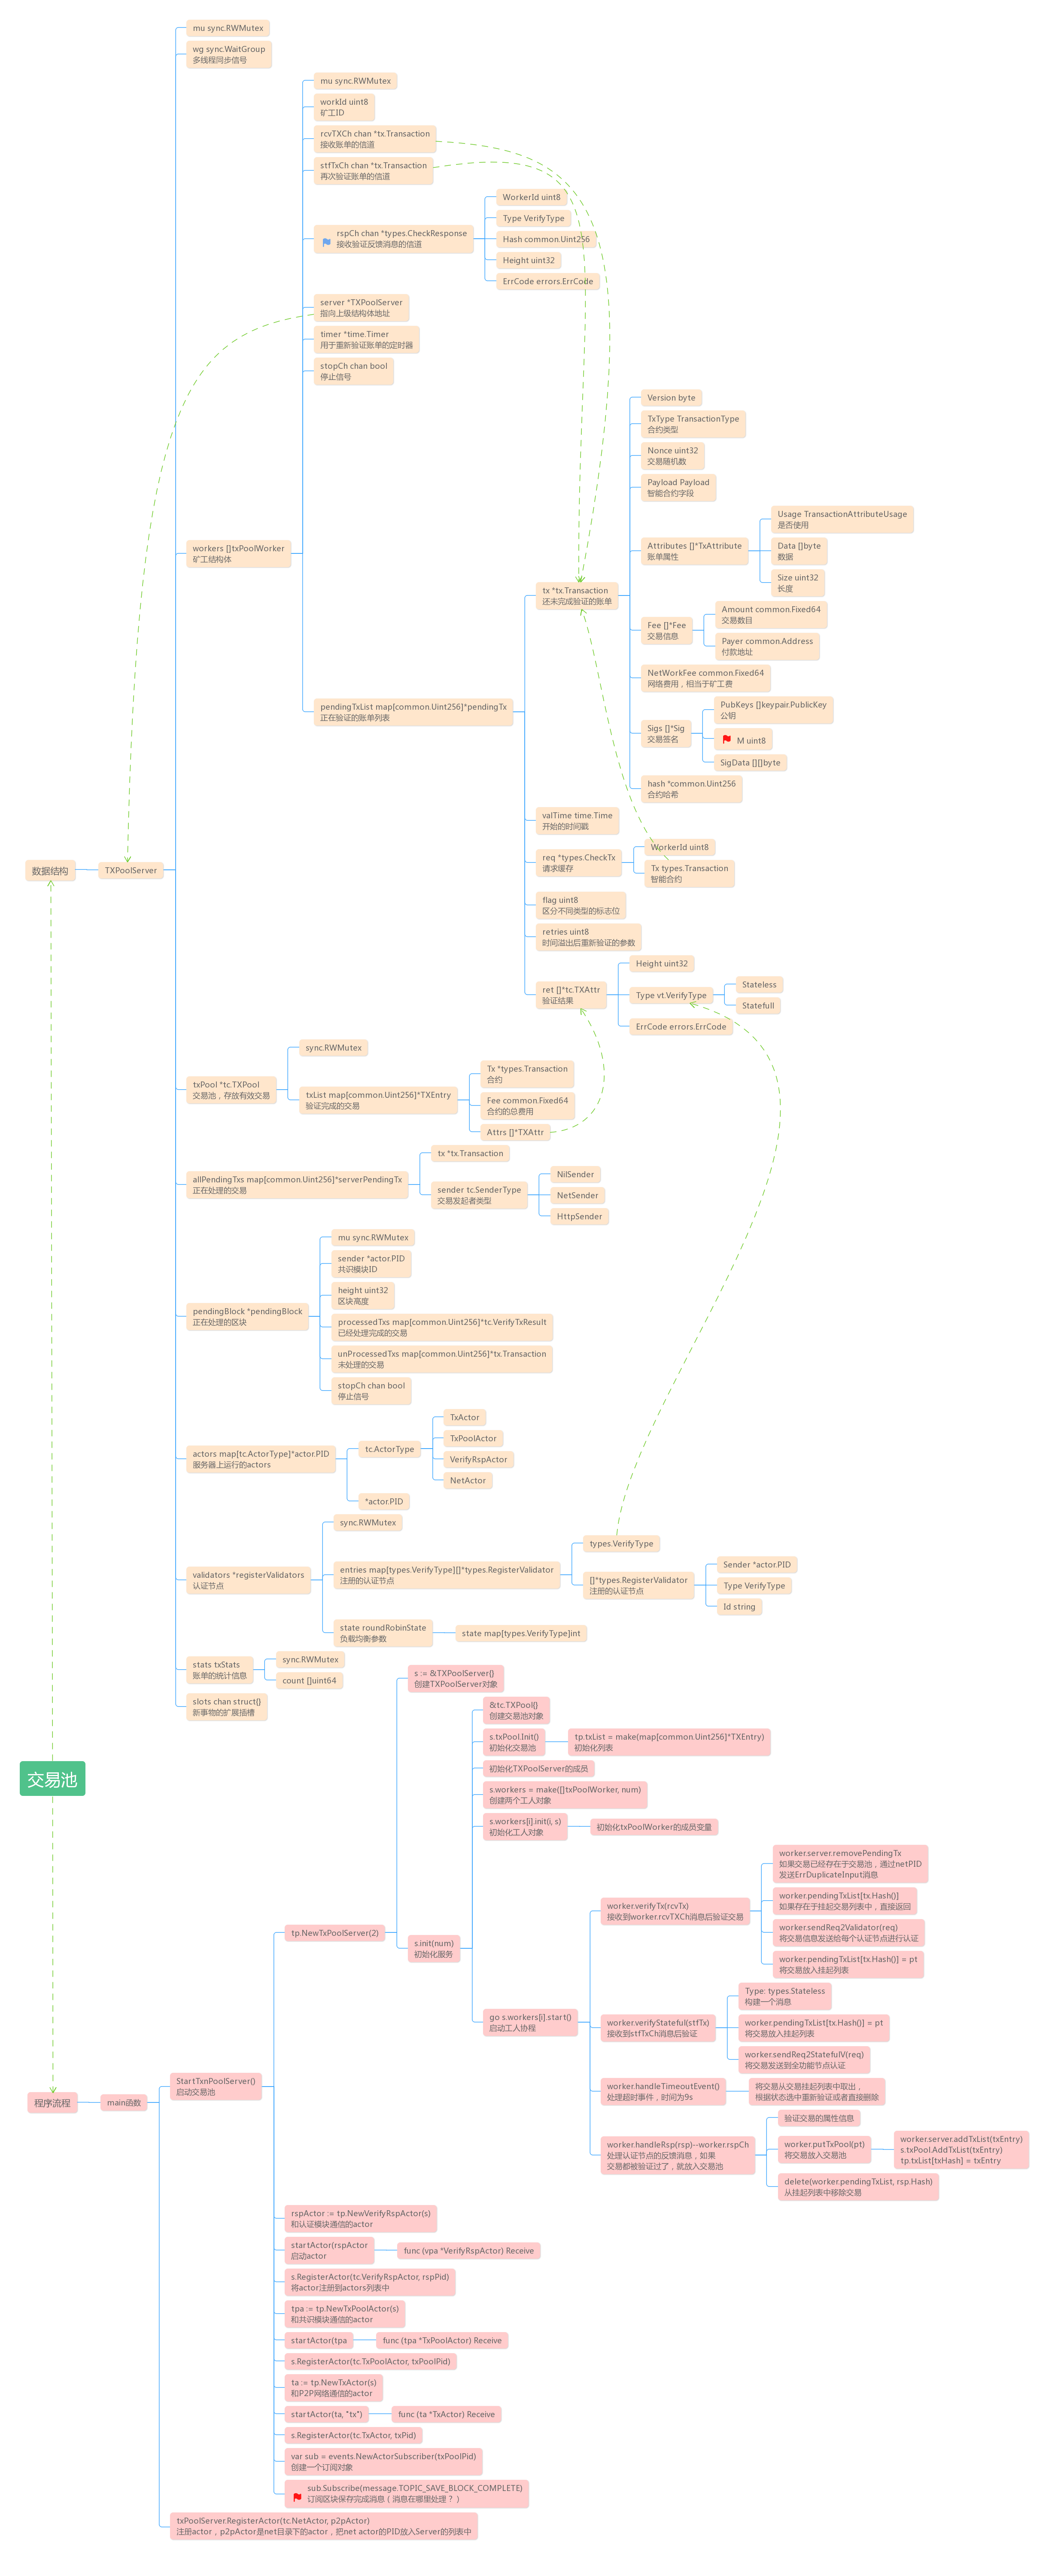 mu sync.RWMutex
wg sync.WaitGroup
多线程同步信号
mu sync.RWMutex
workId uint8
矿工ID
rcvTXCh chan *tx.Transaction
接收账单的信道
stfTxCh chan *tx.Transaction
再次验证账单的信道
rspCh chan *types.CheckResponse
接收验证反馈消息的信道
WorkerId uint8
Type VerifyType
Hash common.Uint256
Height uint32
ErrCode errors.ErrCode
server *TXPoolServer
指向上级结构体地址
timer *time.Timer
用于重新验证账单的定时器
stopCh chan bool
停止信号
workers []txPoolWorker
矿工结构体
pendingTxList map[common.Uint256]*pendingTx
正在验证的账单列表
tx *tx.Transaction
还未完成验证的账单
Version byte
TxType TransactionType
合约类型
Nonce uint32
交易随机数
Payload Payload
智能合约字段
Attributes []*TxAttribute
账单属性
Usage TransactionAttributeUsage
是否使用
Data []byte
数据
Size uint32
长度
Fee []*Fee
交易信息
Amount common.Fixed64
交易数目
Payer common.Address
付款地址
NetWorkFee common.Fixed64
网络费用，相当于矿工费
Sigs []*Sig
交易签名
PubKeys []keypair.PublicKey
公钥
M uint8
SigData [][]byte
hash *common.Uint256
合约哈希
valTime time.Time
开始的时间戳
req *types.CheckTx
请求缓存
WorkerId uint8
Tx types.Transaction
智能合约
flag uint8
区分不同类型的标志位
retries uint8
时间溢出后重新验证的参数
ret []*tc.TXAttr
验证结果
Height uint32
Type vt.VerifyType
Stateless
Statefull
ErrCode errors.ErrCode
数据结构
TXPoolServer
txPool *tc.TXPool
交易池，存放有效交易
sync.RWMutex
txList map[common.Uint256]*TXEntry
验证完成的交易
Tx *types.Transaction
合约
Fee common.Fixed64
合约的总费用
Attrs []*TXAttr
allPendingTxs map[common.Uint256]*serverPendingTx
正在处理的交易
tx *tx.Transaction
sender tc.SenderType
交易发起者类型
NilSender
NetSender
HttpSender
pendingBlock *pendingBlock
正在处理的区块
mu sync.RWMutex
sender *actor.PID
共识模块ID
height uint32
区块高度
processedTxs map[common.Uint256]*tc.VerifyTxResult
已经处理完成的交易
unProcessedTxs map[common.Uint256]*tx.Transaction
未处理的交易
stopCh chan bool
停止信号
actors map[tc.ActorType]*actor.PID
服务器上运行的actors
tc.ActorType
TxActor
TxPoolActor
VerifyRspActor
NetActor
*actor.PID
validators *registerValidators
认证节点
sync.RWMutex
entries map[types.VerifyType][]*types.RegisterValidator
注册的认证节点
types.VerifyType
[]*types.RegisterValidator
注册的认证节点
Sender *actor.PID
Type VerifyType
Id string
state roundRobinState
负载均衡参数
state map[types.VerifyType]int
stats txStats
账单的统计信息
sync.RWMutex
count []uint64
slots chan struct{}
新事物的扩展插槽
交易池
程序流程
main函数
StartTxnPoolServer()
启动交易池
tp.NewTxPoolServer(2)
s := &TXPoolServer{}
创建TXPoolServer对象
s.init(num)
初始化服务
&tc.TXPool{}
创建交易池对象
s.txPool.Init()
初始化交易池
tp.txList = make(map[common.Uint256]*TXEntry)
初始化列表
初始化TXPoolServer的成员
s.workers = make([]txPoolWorker, num)
创建两个工人对象
s.workers[i].init(i, s)
初始化工人对象
初始化txPoolWorker的成员变量
go s.workers[i].start()
启动工人协程
worker.verifyTx(rcvTx)
接收到worker.rcvTXCh消息后验证交易
worker.server.removePendingTx
如果交易已经存在于交易池，通过netPID
发送ErrDuplicateInput消息
worker.pendingTxList[tx.Hash()]
如果存在于挂起交易列表中，直接返回
worker.sendReq2Validator(req)
将交易信息发送给每个认证节点进行认证
worker.pendingTxList[tx.Hash()] = pt
将交易放入挂起列表
worker.verifyStateful(stfTx)
接收到stfTxCh消息后验证
Type: types.Stateless
构建一个消息
worker.pendingTxList[tx.Hash()] = pt
将交易放入挂起列表
worker.sendReq2StatefulV(req)
将交易发送到全功能节点认证
worker.handleTimeoutEvent()
处理超时事件，时间为9s
将交易从交易挂起列表中取出，
根据状态选中重新验证或者直接删除
worker.handleRsp(rsp)--worker.rspCh
处理认证节点的反馈消息，如果
交易都被验证过了，就放入交易池
验证交易的属性信息
worker.putTxPool(pt)
将交易放入交易池
worker.server.addTxList(txEntry)
s.txPool.AddTxList(txEntry)
tp.txList[txHash] = txEntry
delete(worker.pendingTxList, rsp.Hash)
从挂起列表中移除交易
rspActor := tp.NewVerifyRspActor(s)
和认证模块通信的actor
startActor(rspActor
启动actor
func (vpa *VerifyRspActor) Receive
s.RegisterActor(tc.VerifyRspActor, rspPid)
将actor注册到actors列表中
tpa := tp.NewTxPoolActor(s)
和共识模块通信的actor
startActor(tpa
func (tpa *TxPoolActor) Receive
s.RegisterActor(tc.TxPoolActor, txPoolPid)
ta := tp.NewTxActor(s)
和P2P网络通信的actor
startActor(ta, "tx")
func (ta *TxActor) Receive
s.RegisterActor(tc.TxActor, txPid)
var sub = events.NewActorSubscriber(txPoolPid)
创建一个订阅对象
sub.Subscribe(message.TOPIC_SAVE_BLOCK_COMPLETE)
订阅区块保存完成消息（消息在哪里处理？）
txPoolServer.RegisterActor(tc.NetActor, p2pActor)
注册actor，p2pActor是net目录下的actor，把net actor的PID放入Server的列表中